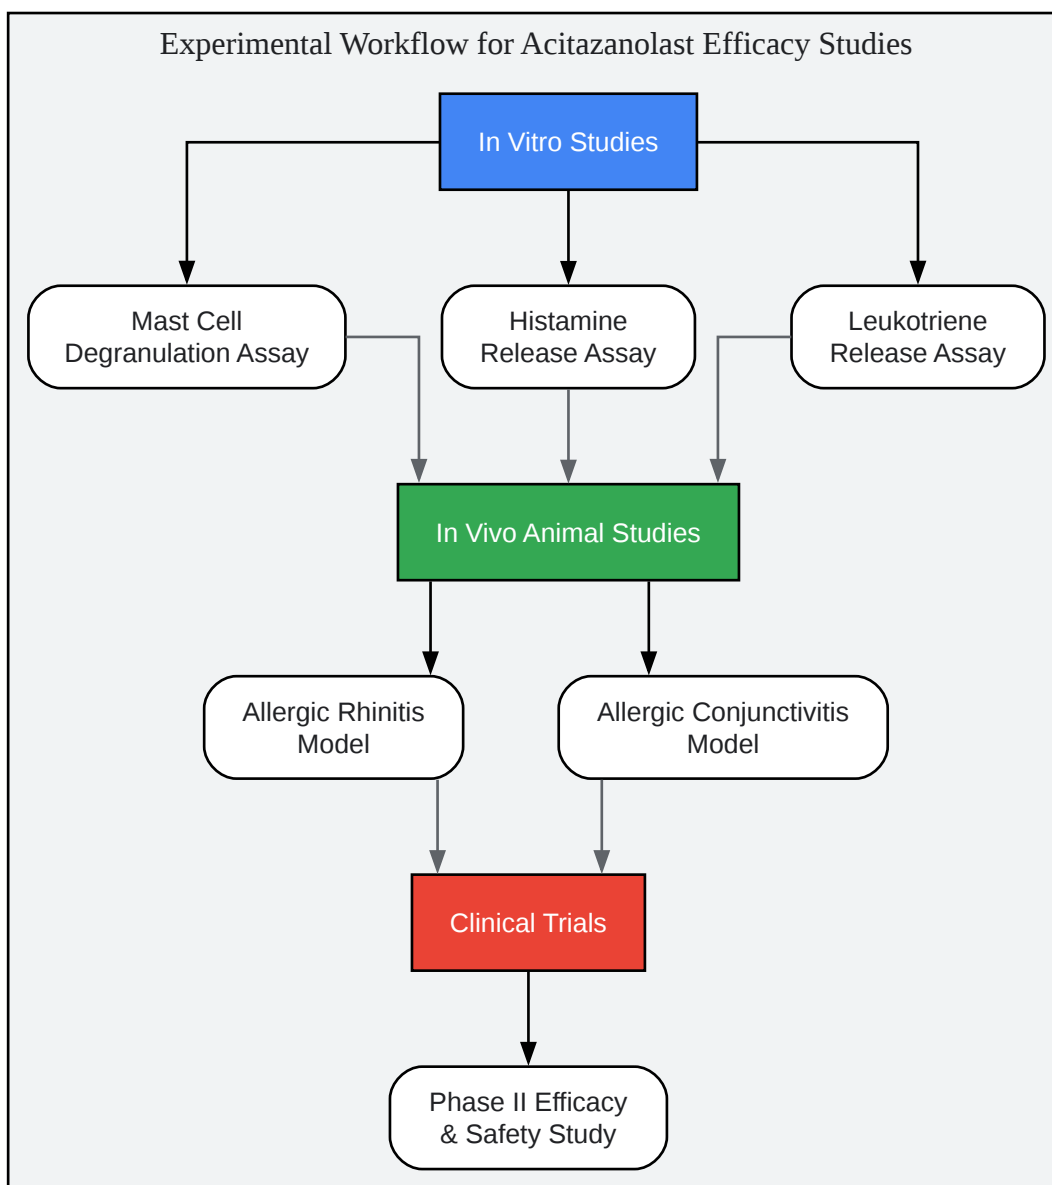 Experimental Workflow for Acitazanolast Efficacy Studies
In Vitro Studies
Mast Cell
Degranulation Assay
Histamine
Release Assay
Leukotriene
Release Assay
In Vivo Animal Studies
Allergic Rhinitis
Model
Allergic Conjunctivitis
Model
Clinical Trials
Phase II Efficacy
& Safety Study